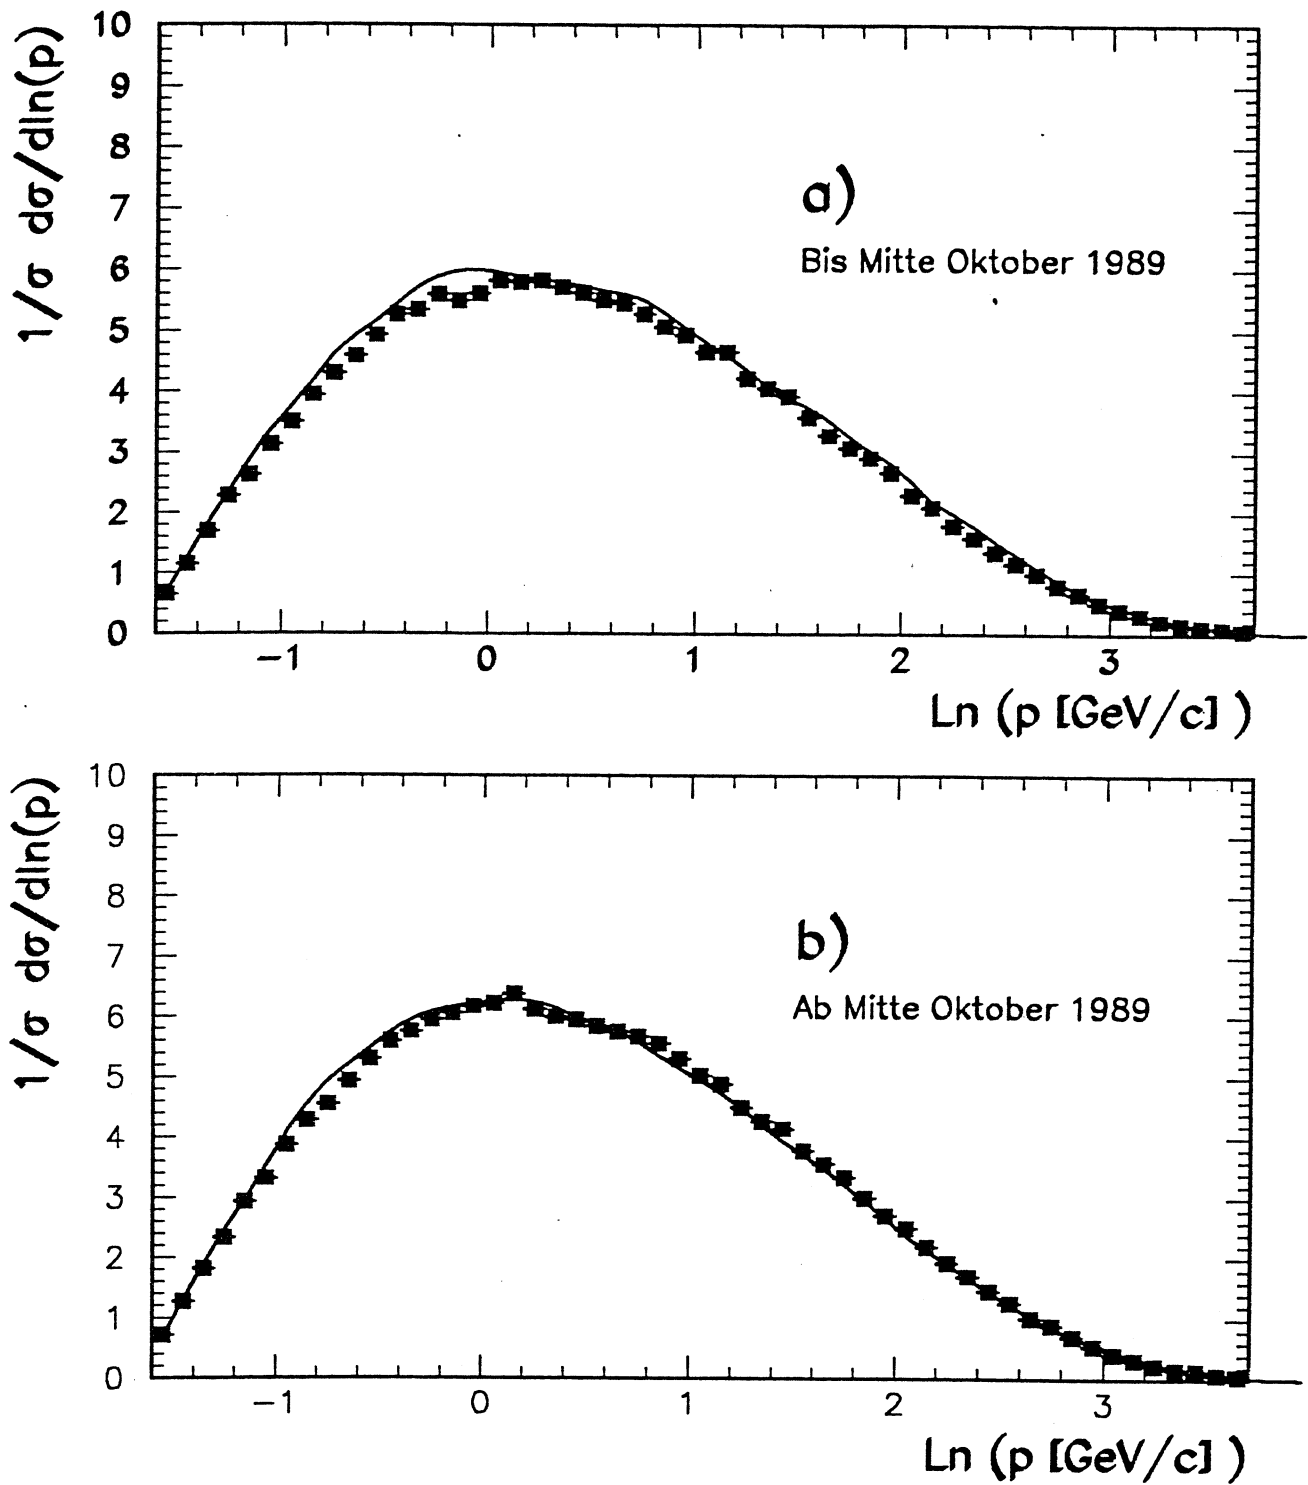 1/σ dσ/dln(p)
10
9
8
7
6
5
4
3
2
1
0
a)
Bis Mitte Oktober 1989
−1 0 1 2 3
Ln (p [GeV/c] )
1/σ dσ/dln(p)
10
9
8
7
6
5
4
3
2
1
0
b)
Ab Mitte Oktober 1989
−1 0 1 2 3
Ln (p [GeV/c] )